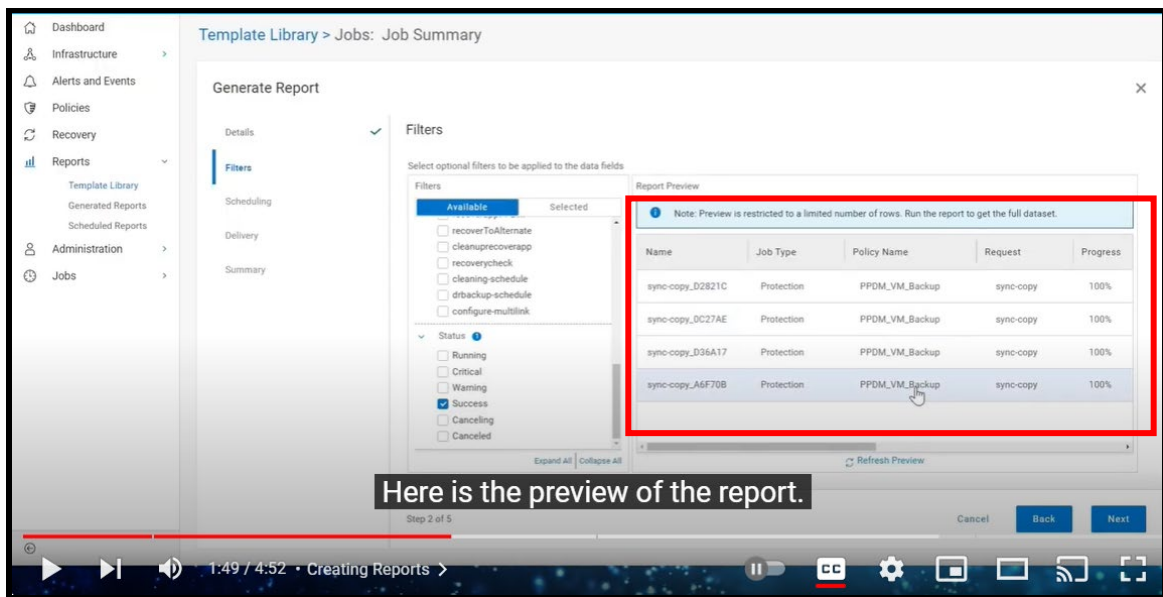 Dashboard
Infrastructure
Alerts and Events
Policies
Recovery
Reports
Template Library
Generated Reports
Scheduled Reports
Administration
Jobs
Template Library > Jobs: Job Summary
Generate Report
Details
Filters
Scheduling
Delivery
Summary
Filters
Select optional filters to be applied to the data fields
Filters
Available Selected
recoverToAlternate
cleanuprecoverapp
recoverycheck
cleaning-schedule
drbackup-schedule
configure-multilink
Status
Running
Critical
Warning
Success
Canceling
Canceled
Expand All Collapse All
Report Preview
Note: Preview is restricted to a limited number of rows. Run the report to get the full dataset.
Name Job Type Policy Name Request Progress
sync-copy_D2821C Protection PPDM_VM_Backup sync-copy 100%
sync-copy_0C27AE Protection PPDM_VM_Backup sync-copy 100%
sync-copy_D36A17 Protection PPDM_VM_Backup sync-copy 100%
sync-copy_A6F70B Protection PPDM_VM_Backup sync-copy 100%
Refresh Preview
Here is the preview of the report.
Step 2 of 5
Cancel Back Next
1:49 / 4:52 • Creating Reports >
CC